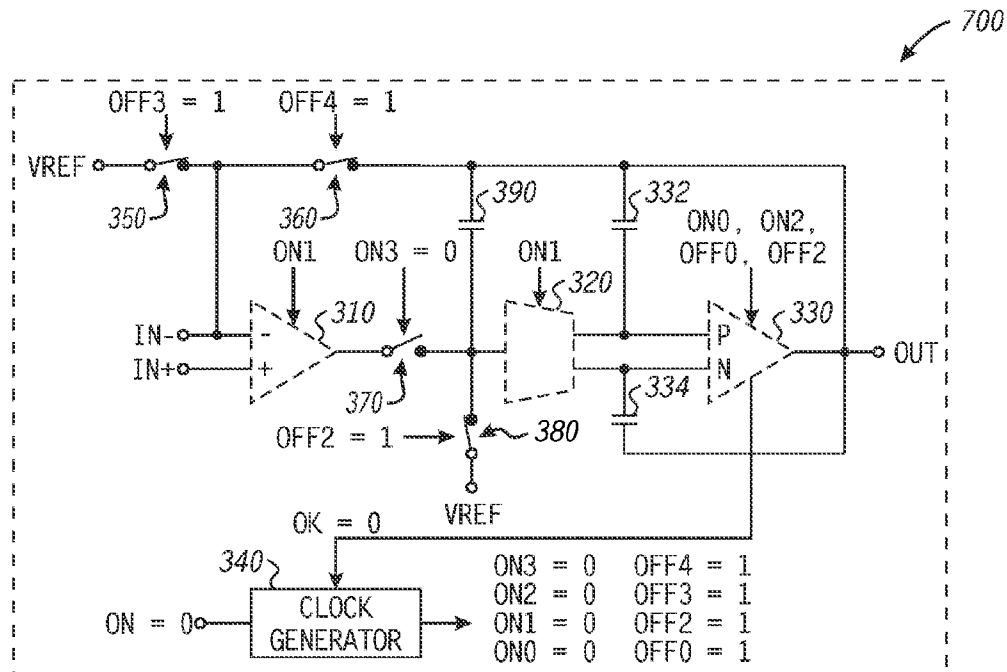 700
OFF3 = 1
OFF4 = 1
VREF
350
360
390
332
ON0, ON2,
OFF0, OFF2
ON1
ON3 = 0
ON1
310
320
330
IN-
-
P
OUT
IN+
+
N
370
334
OFF2 = 1
380
VREF
OK = 0
340
ON = 0
CLOCK
GENERATOR
ON3 = 0 OFF4 = 1
ON2 = 0 OFF3 = 1
ON1 = 0 OFF2 = 1
ON0 = 0 OFF0 = 1